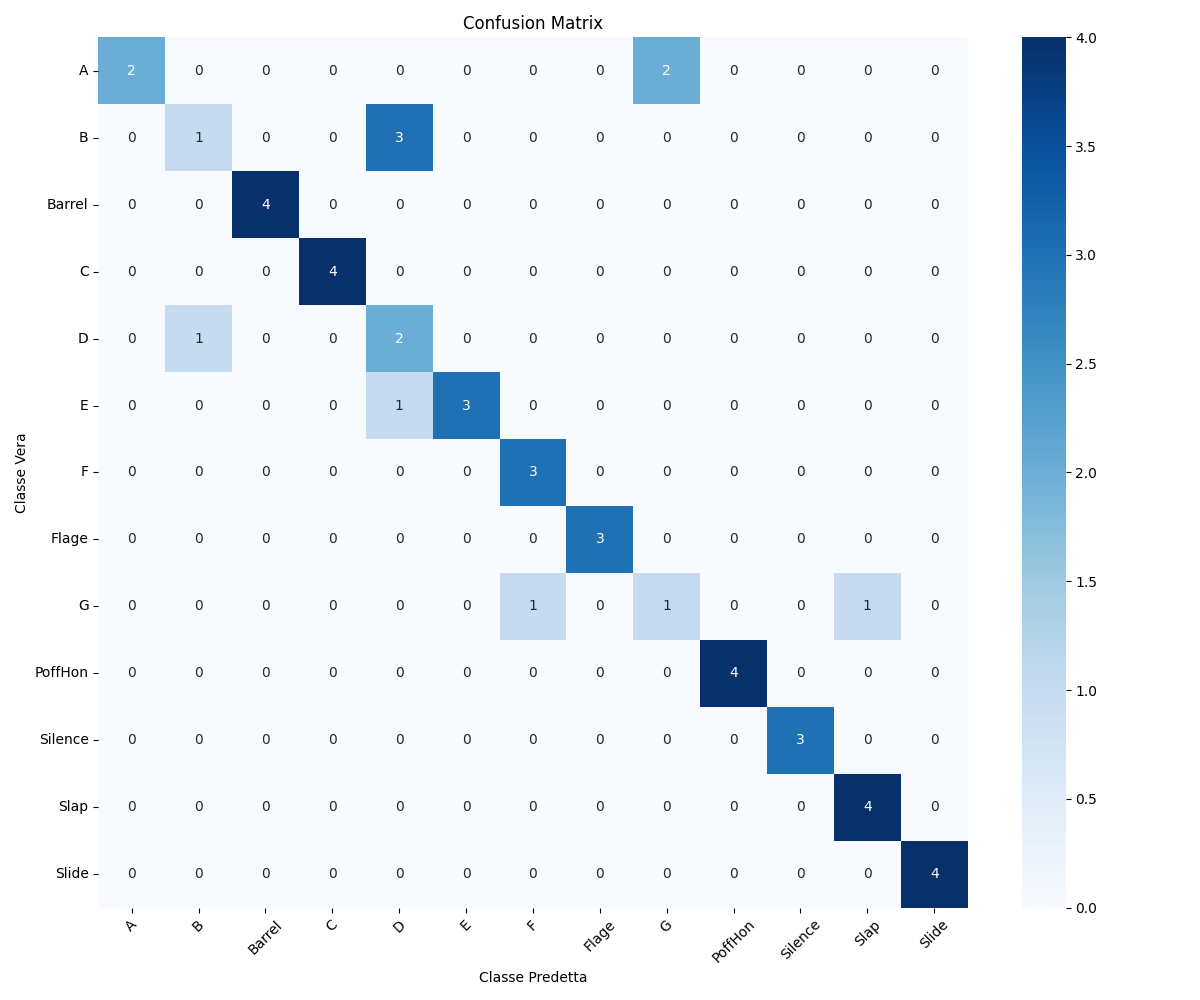 Confusion Matrix
A 2 0 0 0 0 0 0 0 2 0 0 0 0
B 0 1 0 0 3 0 0 0 0 0 0 0 0
Barrel 0 0 4 0 0 0 0 0 0 0 0 0 0
C 0 0 0 4 0 0 0 0 0 0 0 0 0
D 0 1 0 0 2 0 0 0 0 0 0 0 0
E 0 0 0 0 1 3 0 0 0 0 0 0 0
F 0 0 0 0 0 0 3 0 0 0 0 0 0
Flage 0 0 0 0 0 0 0 3 0 0 0 0 0
G 0 0 0 0 0 0 1 0 1 0 0 1 0
PoffHon 0 0 0 0 0 0 0 0 0 4 0 0 0
Silence 0 0 0 0 0 0 0 0 0 0 3 0 0
Slap 0 0 0 0 0 0 0 0 0 0 0 4 0
Slide 0 0 0 0 0 0 0 0 0 0 0 0 4
A B Barrel C D E F Flage G PoffHon Silence Slap Slide
Classe Predetta
Classe Vera
4.0
3.5
3.0
2.5
2.0
1.5
1.0
0.5
0.0